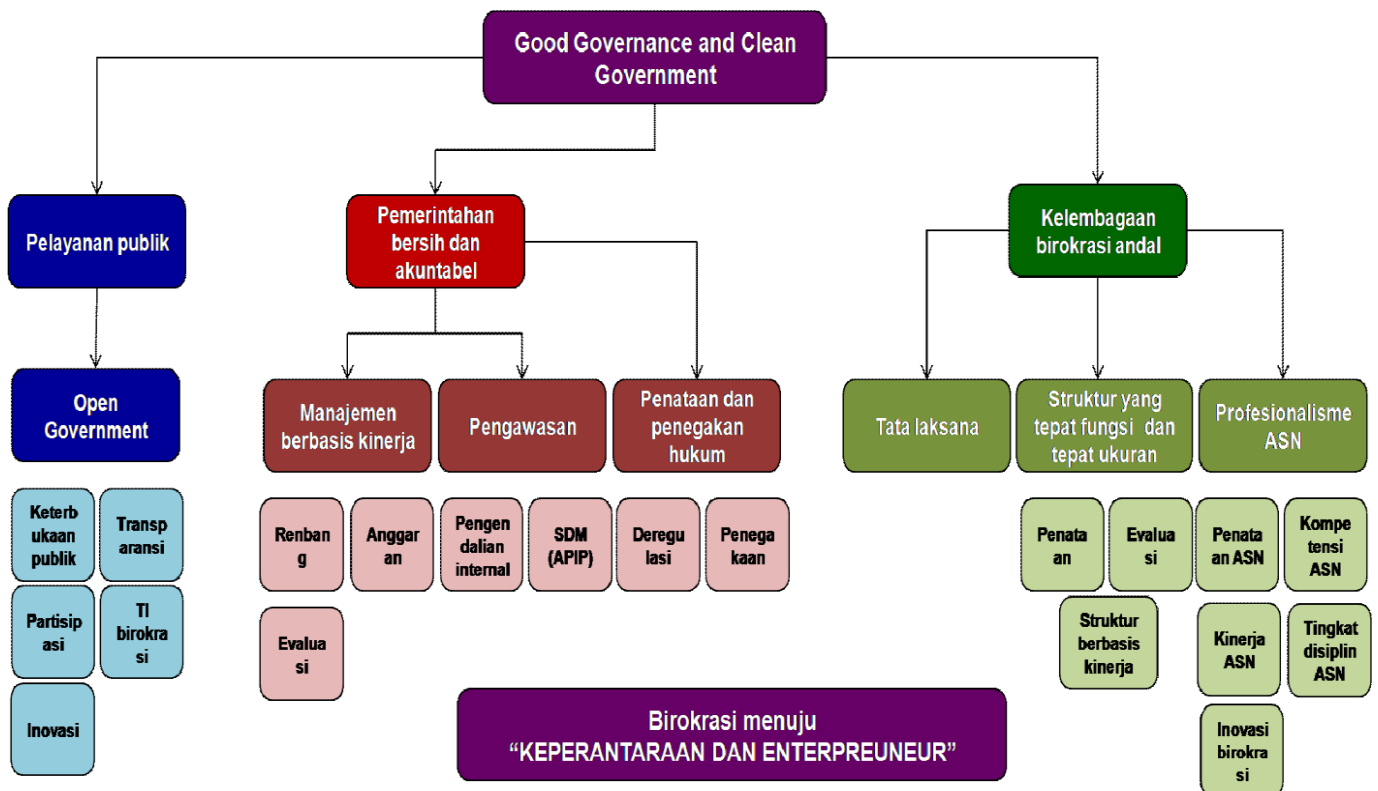 Good Governance and Clean
Government
Pelayanan publik
Pemerintahan
bersih dan
akuntabel
Kelembagaan
birokrasi andal
Open
Government
Manajemen
berbasis kinerja
Pengawasan
Penataan dan
penegakan
hukum
Tata laksana
Struktur yang
tepat fungsi dan
tepat ukuran
Profesionalisme
ASN
Keterb
ukaan
publik
Transp
aransi
Partisip
asi
TI
birokra
si
Inovasi
Renban
g
Anggar
an
Pengen
dalian
internal
SDM
(APIP)
Deregu
lasi
Penega
kaan
Evalua
si
Penata
an
Evalua
si
Struktur
berbasis
kinerja
Penata
an ASN
Kompe
tensi
ASN
Kinerja
ASN
Tingkat
disiplin
ASN
Inovasi
birokra
si
Birokrasi menuju
“KEPERANTARAAN DAN ENTERPREUNEUR”